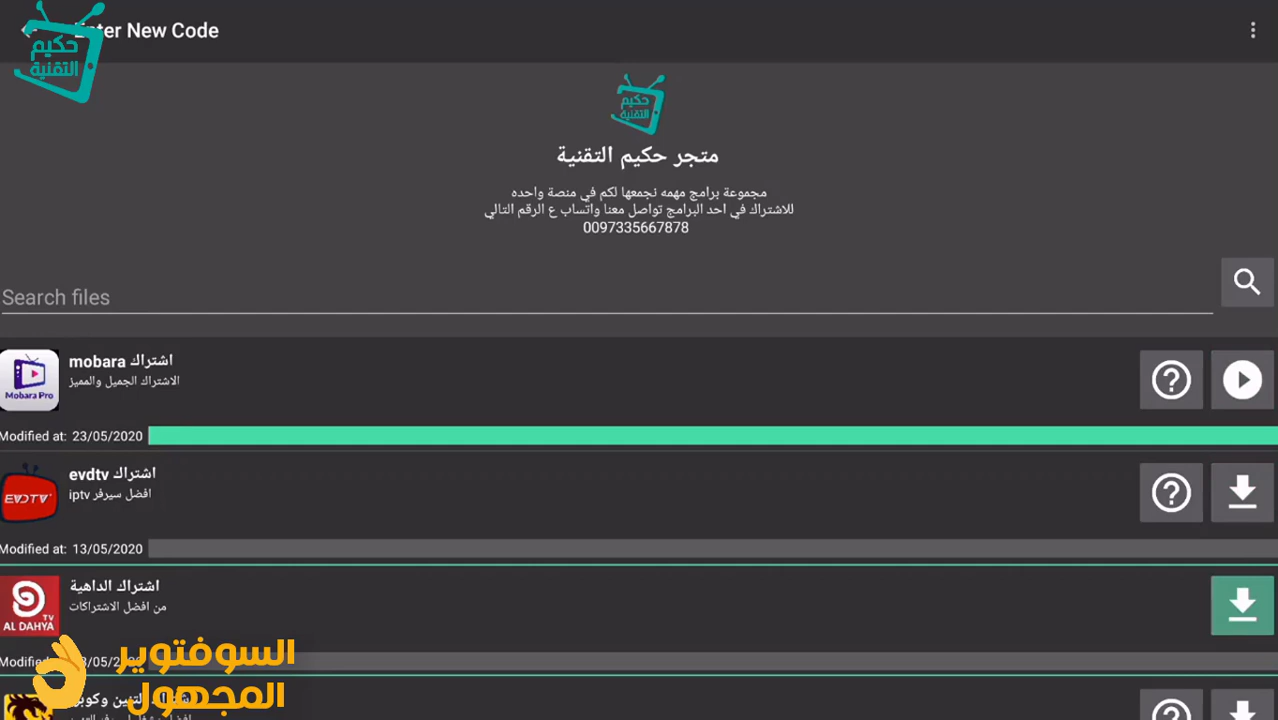 Enter New Code
حكيم
التقنية
حكيم
التقنية
متجر حكيم التقنية
مجموعة برامج مهمه نجمعها لكم في منصة واحده
للاشتراك في احد البرامج تواصل معنا واتساب ع الرقم التالي
0097335667878
Search files
اشتراك mobara
الاشتراك الجميل والمميز
Mobara Pro
Modified at: 23/05/2020
اشتراك evdtv
افضل سيرفر iptv
EVDTV
Modified at: 13/05/2020
اشتراك الداهية
من افضل الاشتراكات
TV
AL DAHYA
السوفتوير
المجهول